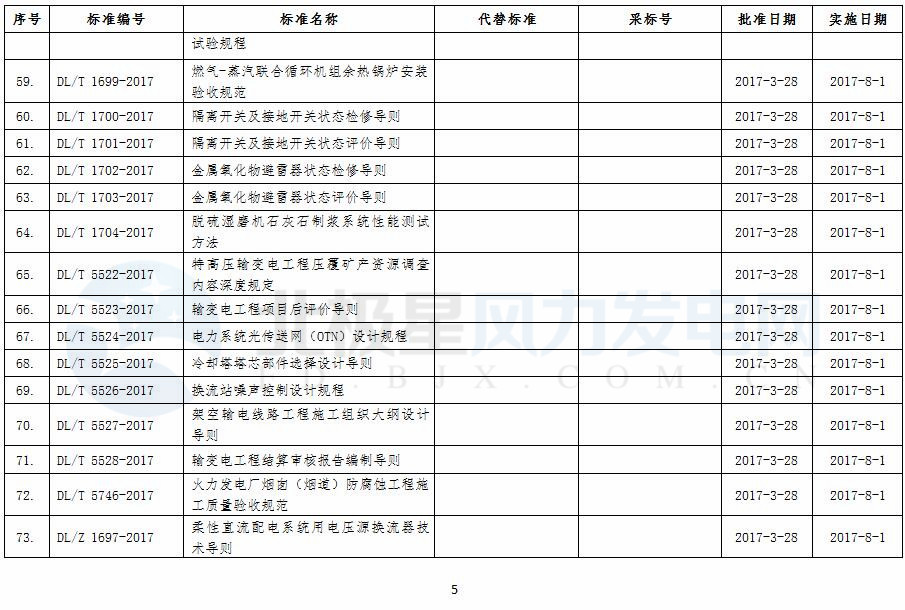 序号 标准编号 标准名称 代替标准 采标号 批准日期 实施日期
试验规程
59. DL/T 1699-2017 燃气-蒸汽联合循环机组余热锅炉安装 2017-3-28 2017-8-1
验收规范
60. DL/T 1700-2017 隔离开关及接地开关状态检修导则 2017-3-28 2017-8-1
61. DL/T 1701-2017 隔离开关及接地开关状态评价导则 2017-3-28 2017-8-1
62. DL/T 1702-2017 金属氧化物避雷器状态检修导则 2017-3-28 2017-8-1
63. DL/T 1703-2017 金属氧化物避雷器状态评价导则 2017-3-28 2017-8-1
64. DL/T 1704-2017 脱硫湿磨机石灰石制浆系统性能测试 2017-3-28 2017-8-1
方法
65. DL/T 5522-2017 特高压输变电工程压覆矿产资源调查 2017-3-28 2017-8-1
内容深度规定
66. DL/T 5523-2017 输变电工程项目后评价导则 2017-3-28 2017-8-1
67. DL/T 5524-2017 电力系统光传送网（OTN）设计规程 2017-3-28 2017-8-1
68. DL/T 5525-2017 冷却塔塔芯部件选择设计导则 2017-3-28 2017-8-1
69. DL/T 5526-2017 换流站噪声控制设计规程 2017-3-28 2017-8-1
70. DL/T 5527-2017 架空输电线路工程施工组织大纲设计 2017-3-28 2017-8-1
导则
71. DL/T 5528-2017 输变电工程结算审核报告编制导则 2017-3-28 2017-8-1
72. DL/T 5746-2017 火力发电厂烟囱（烟道）防腐蚀工程施 2017-3-28 2017-8-1
工质量验收规范
73. DL/Z 1697-2017 柔性直流配电系统用电压源换流器技 2017-3-28 2017-8-1
术导则
北极星风力发电网
FD.BJX.COM.CN
5